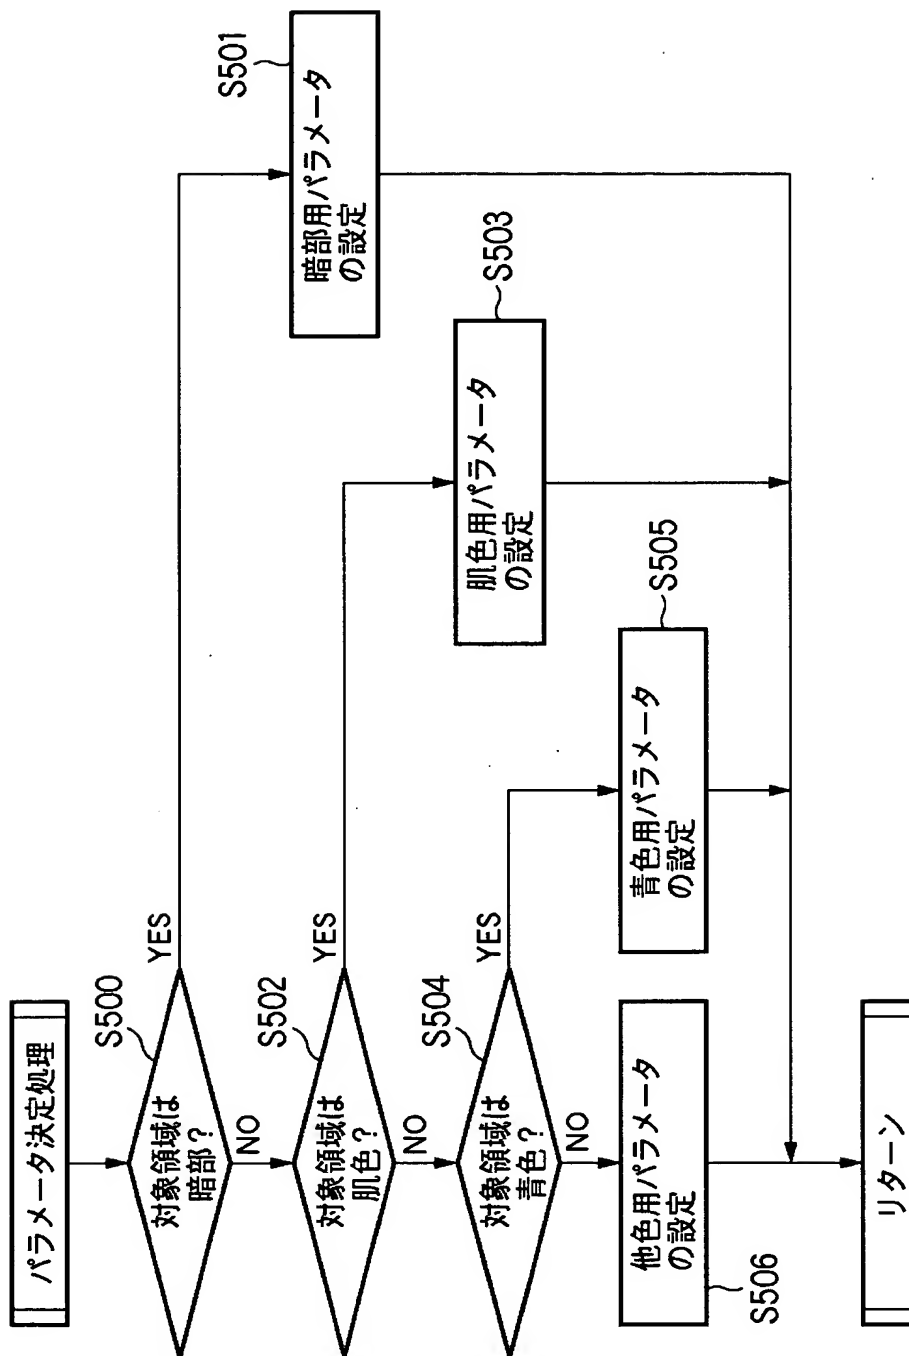 パラメータ決定処理
S500
対象領域は
暗部?
YES
NO
S501
暗部用パラメータ
の設定
S502
対象領域は
肌色?
YES
NO
S503
肌色用パラメータ
の設定
S504
対象領域は
青色?
YES
NO
S505
青色用パラメータ
の設定
他色用パラメータ
の設定
S506
リターン